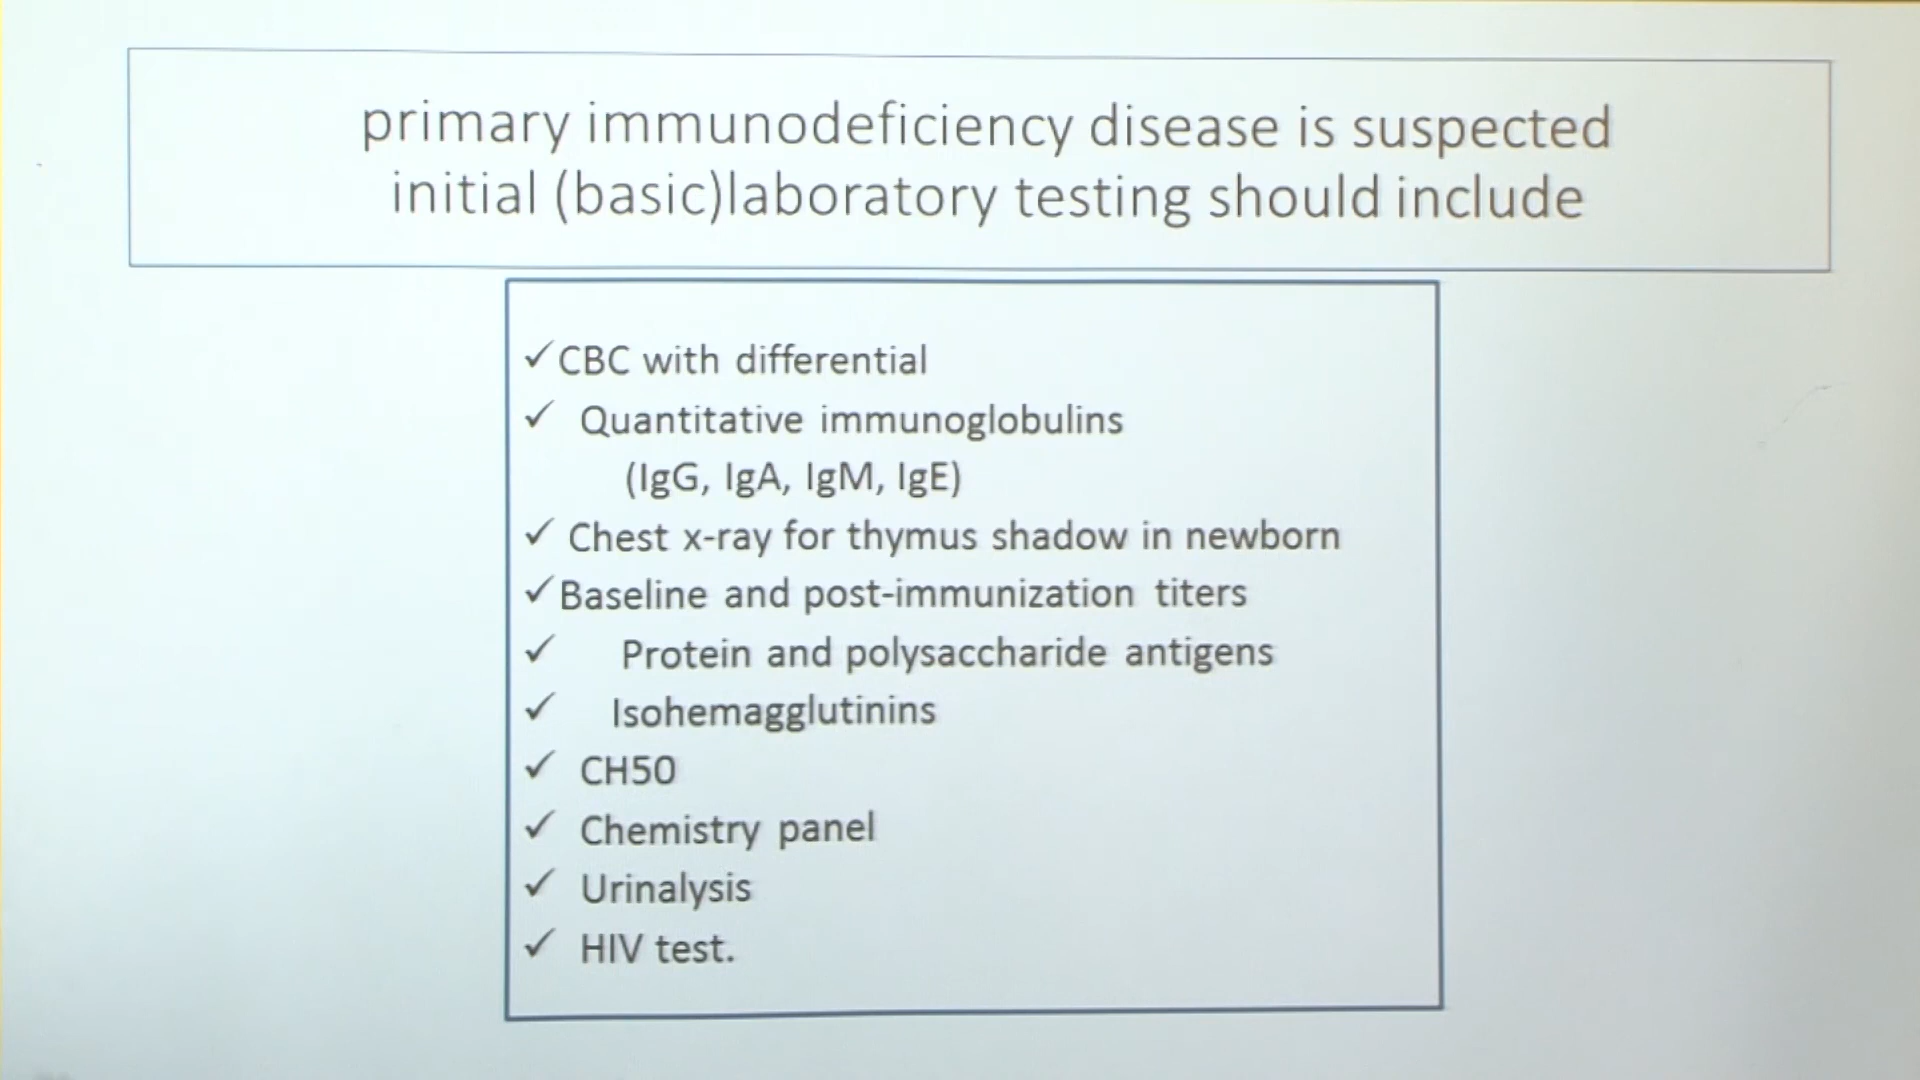 primary immunodeficiency disease is suspected
initial (basic)laboratory testing should include
✓CBC with differential
✓ Quantitative immunoglobulins
(IgG, IgA, IgM, IgE)
✓ Chest x-ray for thymus shadow in newborn
✓Baseline and post-immunization titers
✓ Protein and polysaccharide antigens
✓ Isohemagglutinins
✓ CH50
✓ Chemistry panel
✓ Urinalysis
✓ HIV test.